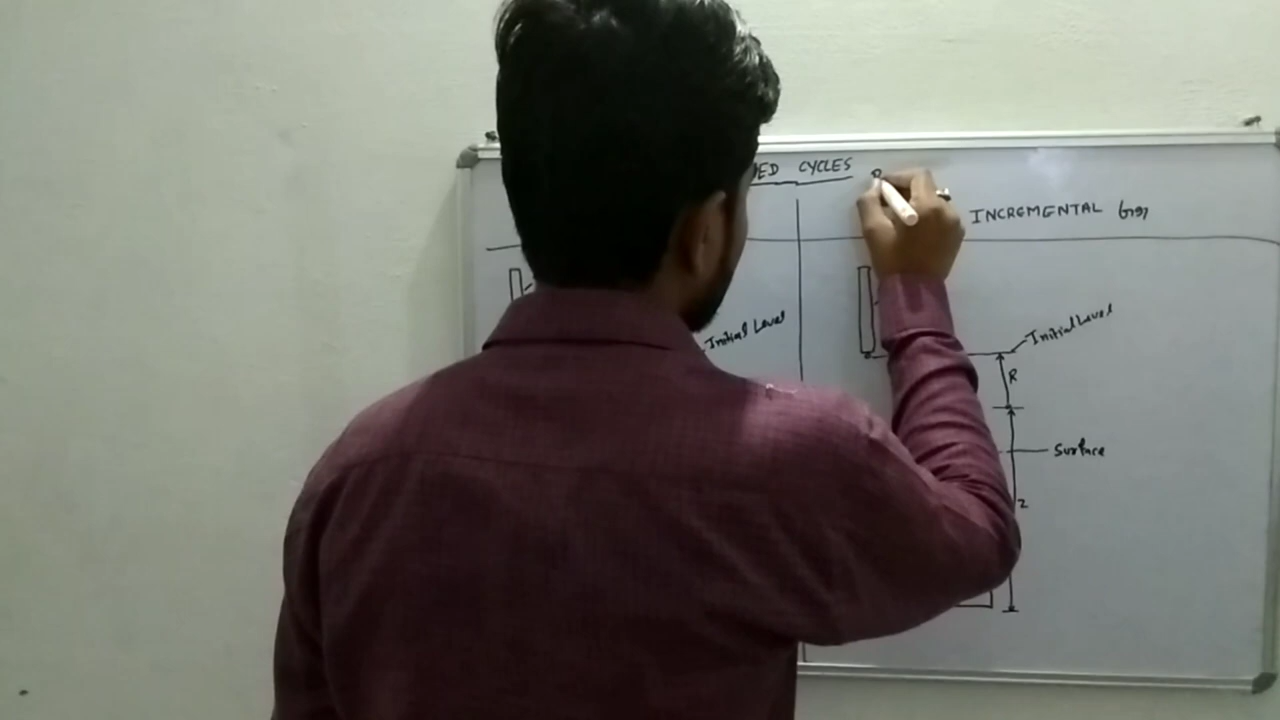 ED CYCLES R
INCREMENTAL G91
Initial Level
Initial Level
R
Surface
Z